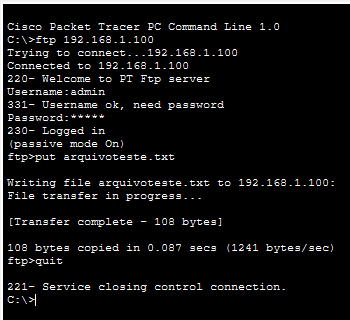 Cisco Packet Tracer PC Command Line 1.0
C:\>ftp 192.168.1.100
Trying to connect...192.168.1.100
Connected to 192.168.1.100
220- Welcome to PT Ftp server
Username:admin
331- Username ok, need password
Password:*****
230- Logged in
(passive mode On)
ftp>put arquivoteste.txt
Writing file arquivoteste.txt to 192.168.1.100:
File transfer in progress...
[Transfer complete - 108 bytes]
108 bytes copied in 0.087 secs (1241 bytes/sec)
ftp>quit
221- Service closing control connection.
C:\>